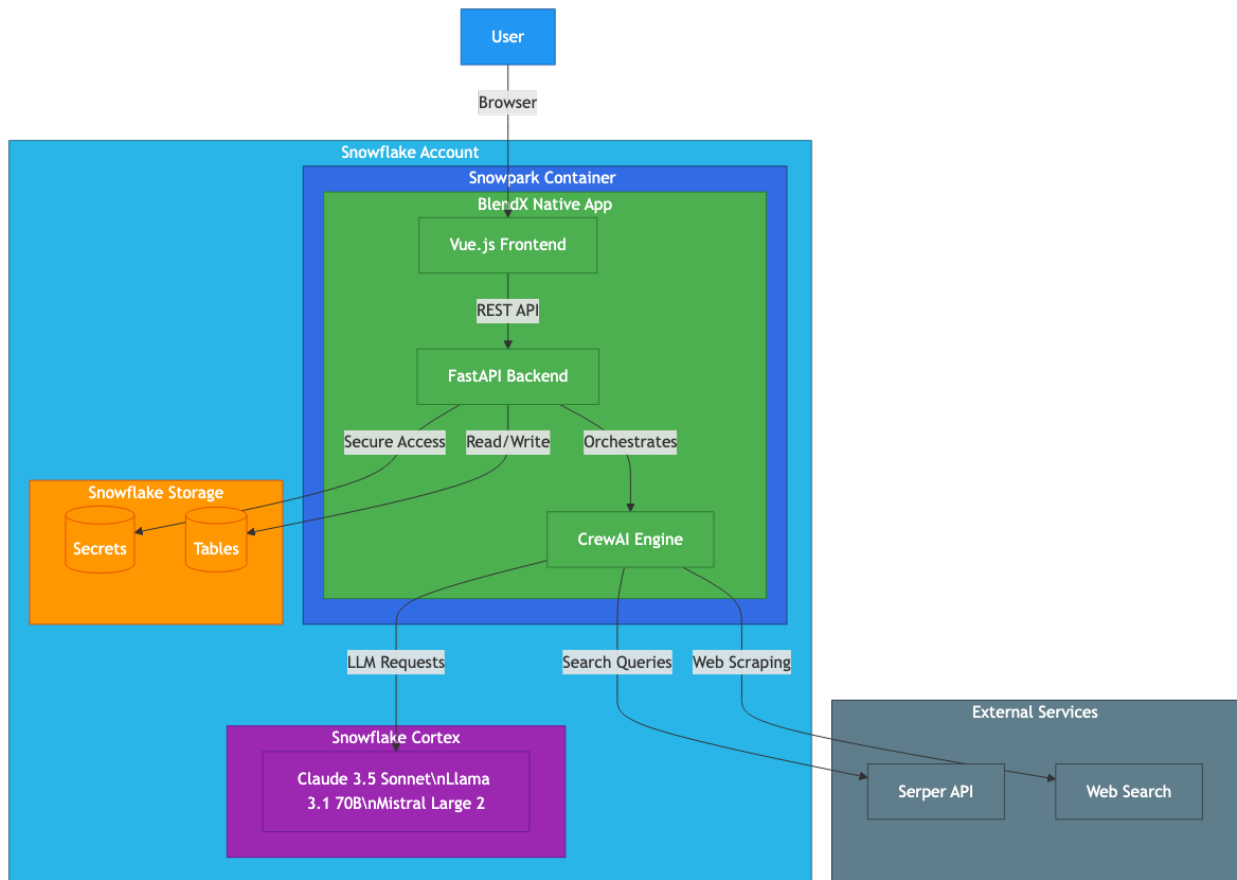 User
Browser
Snowflake Account
Snowpark Container
BlendX Native App
Vue.js Frontend
REST API
FastAPI Backend
Secure Access
Read/Write
Orchestrates
Snowflake Storage
Secrets
Tables
CrewAI Engine
LLM Requests
Search Queries
Web Scraping
External Services
Snowflake Cortex
Claude 3.5 Sonnet\nLlama
3.1 70B\nMistral Large 2
Serper API
Web Search